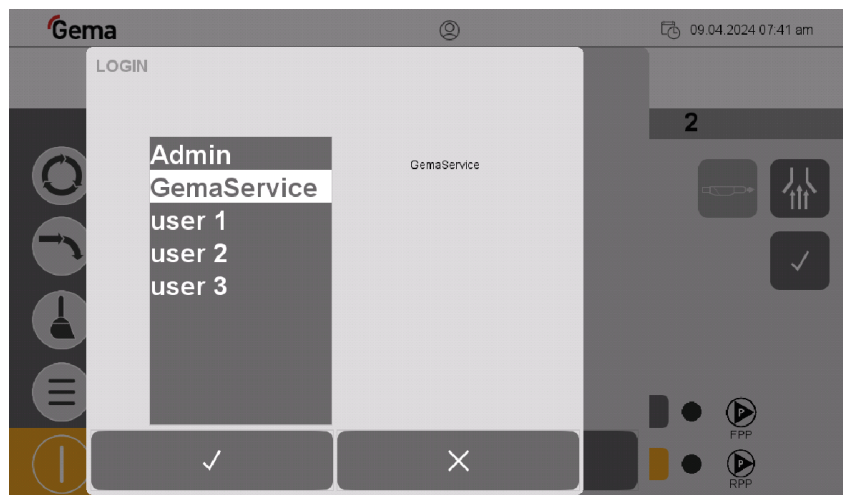 Gema
09.04.2024 07:41 am
LOGIN
2
Admin
GemaService
GemaService
user 1
user 2
user 3
P
FPP
P
RPP